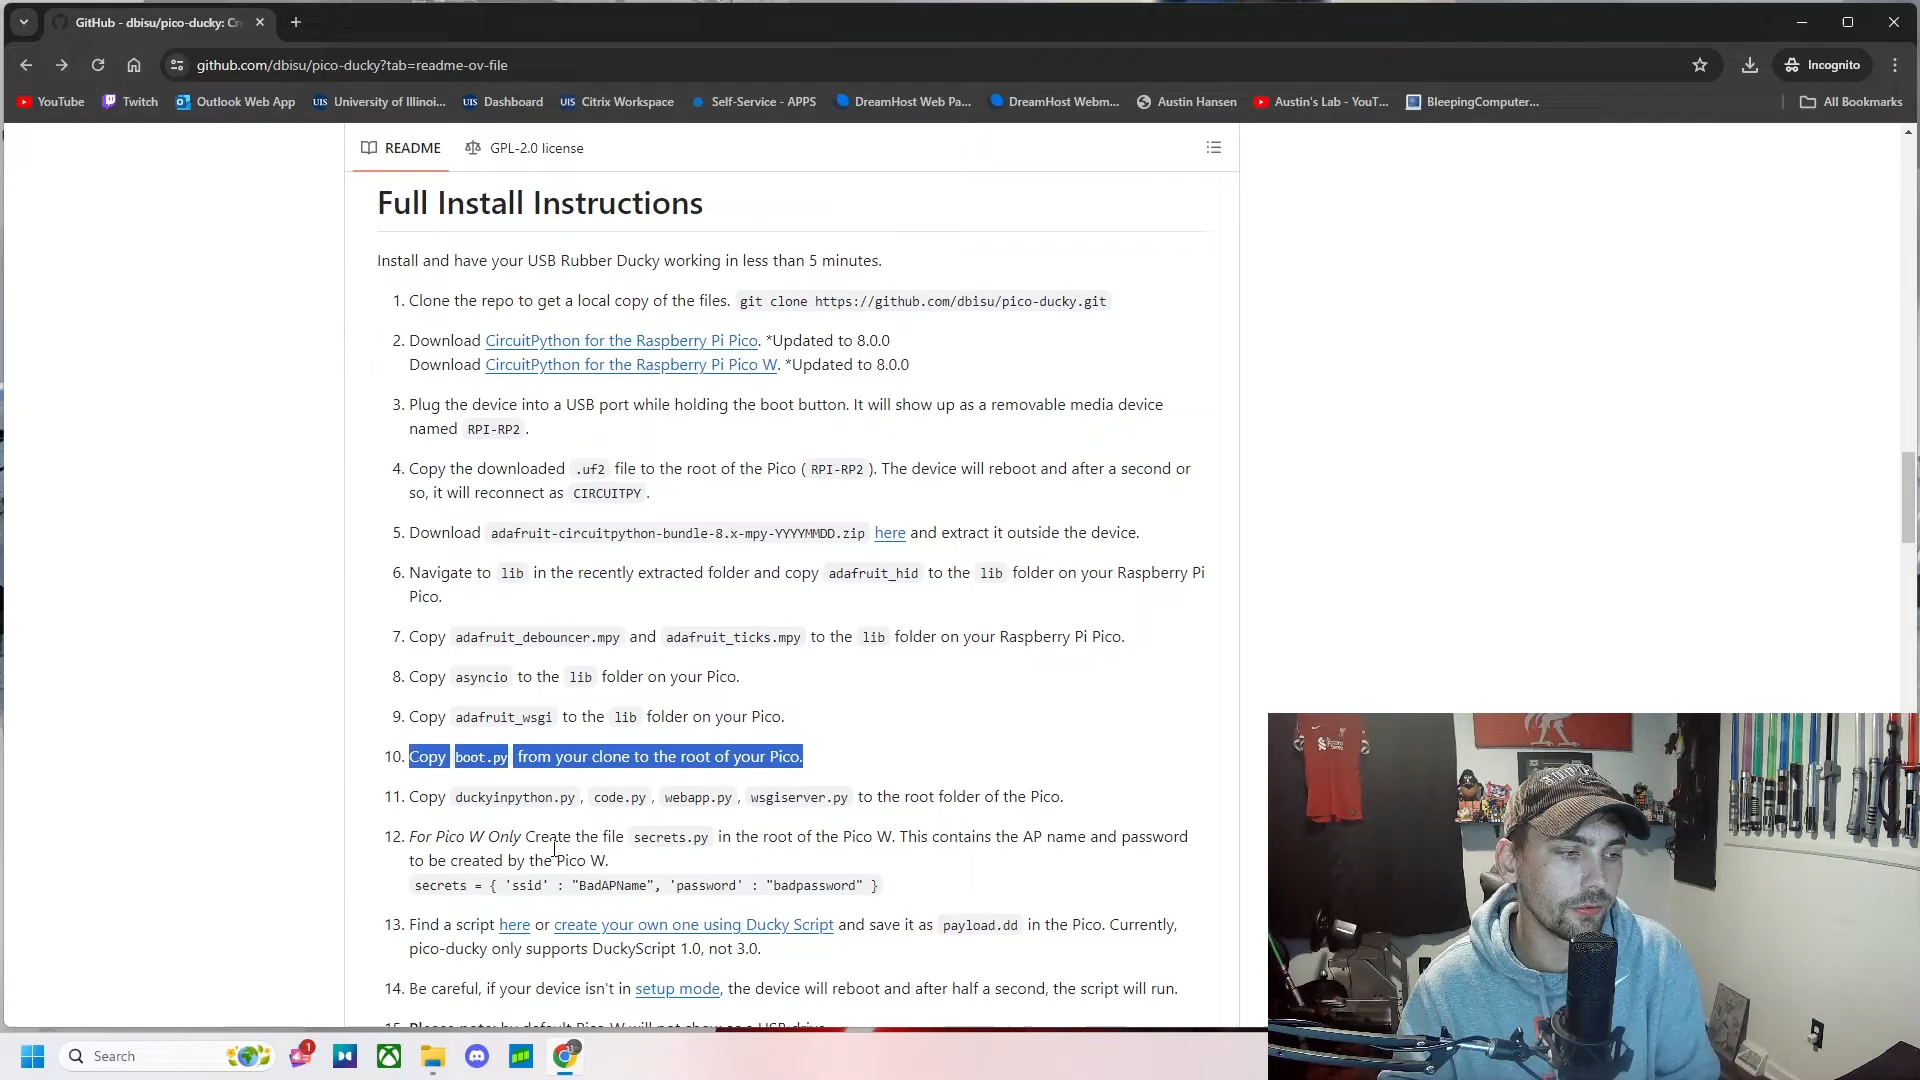 GitHub - dbisu/pico-ducky: Cr
github.com/dbisu/pico-ducky?tab=readme-ov-file
Incognito
YouTube
Twitch
Outlook Web App
UIS University of Illinoi...
UIS Dashboard
UIS Citrix Workspace
Self-Service - APPS
DreamHost Web Pa...
DreamHost Webm...
Austin Hansen
Austin's Lab - YouT...
BleepingComputer...
All Bookmarks
README
GPL-2.0 license
Full Install Instructions
Install and have your USB Rubber Ducky working in less than 5 minutes.
1. Clone the repo to get a local copy of the files. git clone https://github.com/dbisu/pico-ducky.git
2. Download CircuitPython for the Raspberry Pi Pico. *Updated to 8.0.0
Download CircuitPython for the Raspberry Pi Pico W. *Updated to 8.0.0
3. Plug the device into a USB port while holding the boot button. It will show up as a removable media device
named RPI-RP2 .
4. Copy the downloaded .uf2 file to the root of the Pico ( RPI-RP2 ). The device will reboot and after a second or
so, it will reconnect as CIRCUITPY .
5. Download adafruit-circuitpython-bundle-8.x-mpy-YYYYMMDD.zip here and extract it outside the device.
6. Navigate to lib in the recently extracted folder and copy adafruit_hid to the lib folder on your Raspberry Pi
Pico.
7. Copy adafruit_debouncer.mpy and adafruit_ticks.mpy to the lib folder on your Raspberry Pi Pico.
8. Copy asyncio to the lib folder on your Pico.
9. Copy adafruit_wsgi to the lib folder on your Pico.
10. Copy boot.py from your clone to the root of your Pico.
11. Copy duckyinpython.py , code.py , webapp.py , wsgiserver.py to the root folder of the Pico.
12. For Pico W Only Create the file secrets.py in the root of the Pico W. This contains the AP name and password
to be created by the Pico W.
secrets = { 'ssid' : "BadAPName", 'password' : "badpassword" }
13. Find a script here or create your own one using Ducky Script and save it as payload.dd in the Pico. Currently,
pico-ducky only supports DuckyScript 1.0, not 3.0.
14. Be careful, if your device isn't in setup mode, the device will reboot and after half a second, the script will run.
15. Please note: by default Pico W will not show as a USB drive
Search
1